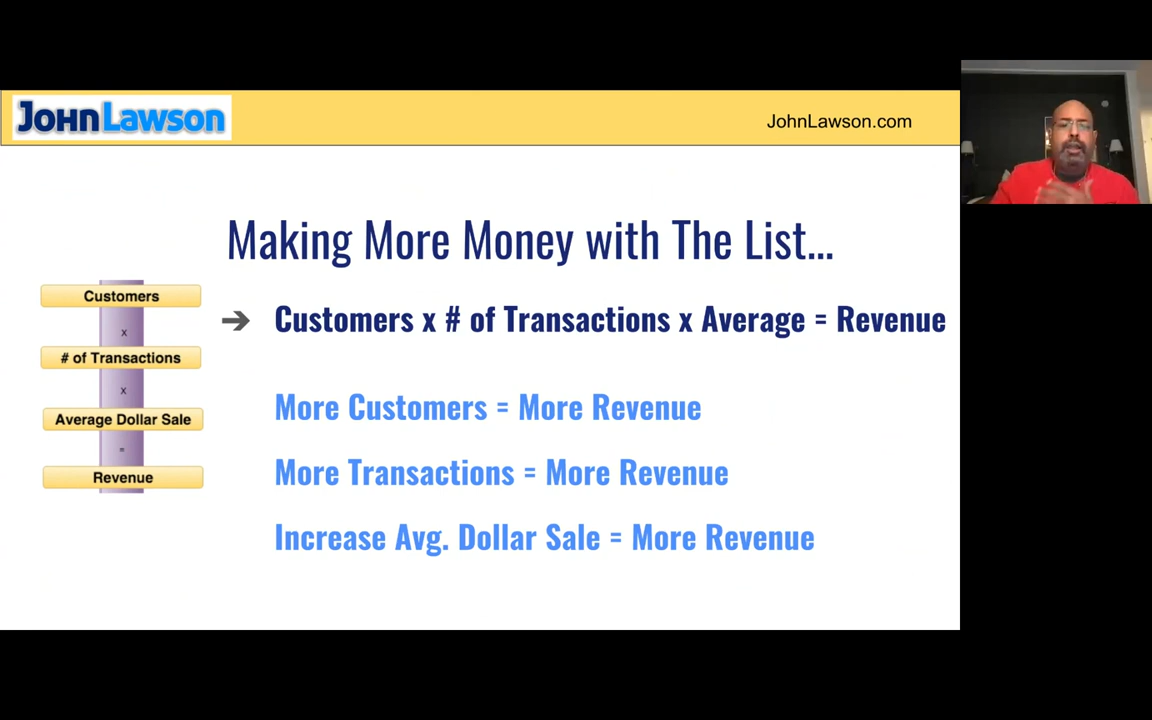 JohnLawson
JohnLawson.com
Making More Money with The List...
Customers
x
# of Transactions
x
Average Dollar Sale
=
Revenue
➔ Customers x # of Transactions x Average = Revenue
More Customers = More Revenue
More Transactions = More Revenue
Increase Avg. Dollar Sale = More Revenue